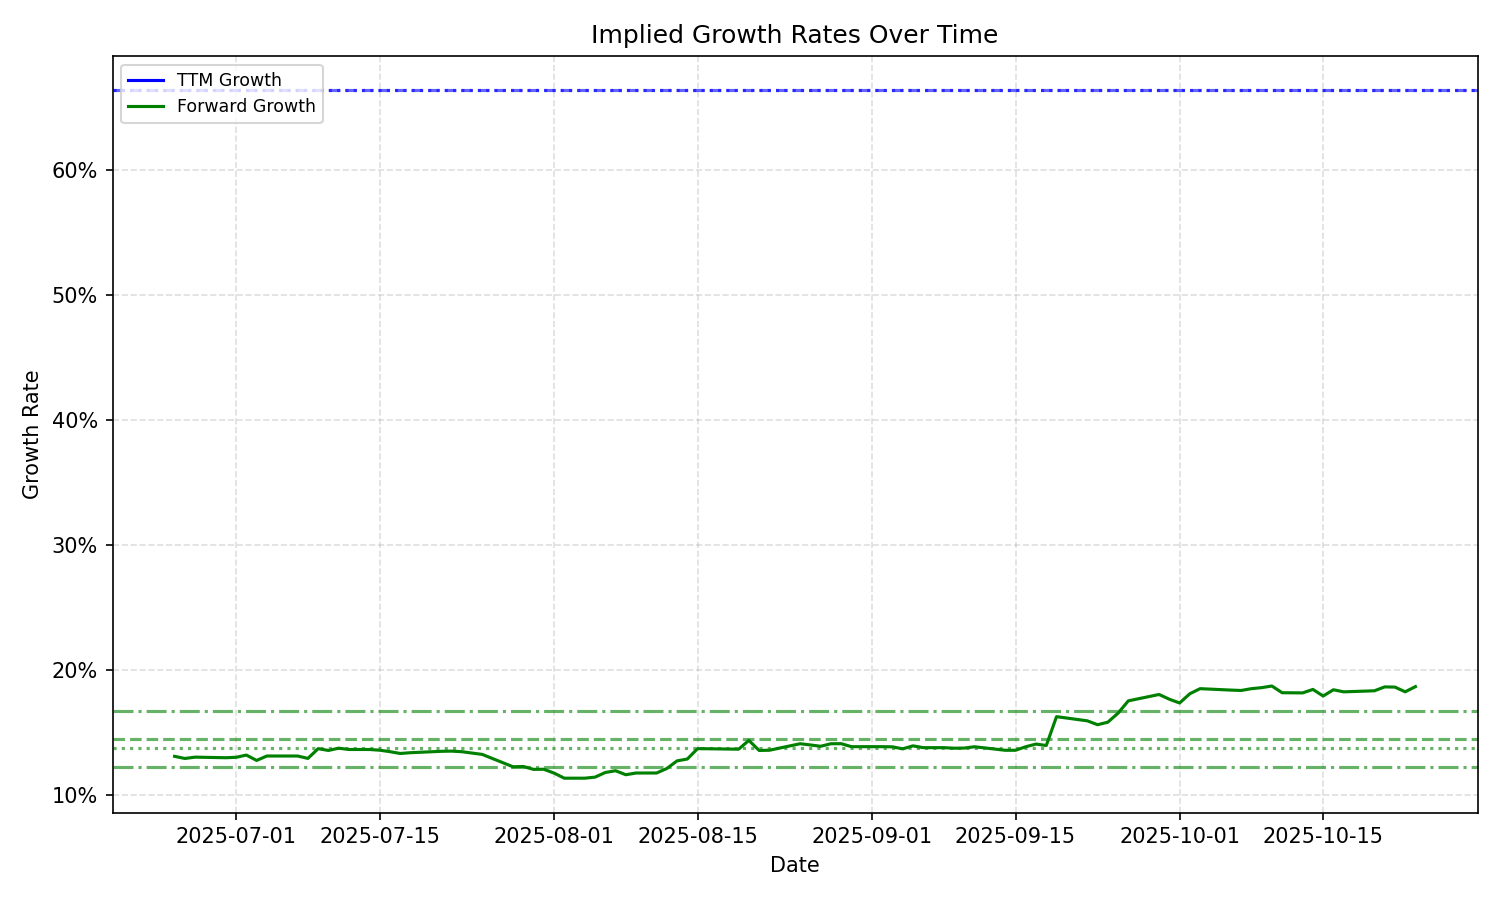 Implied Growth Rates Over Time
TTM Growth
Forward Growth
Growth Rate
60%
50%
40%
30%
20%
10%
2025-07-01 2025-07-15 2025-08-01 2025-08-15 2025-09-01 2025-09-15 2025-10-01 2025-10-15
Date